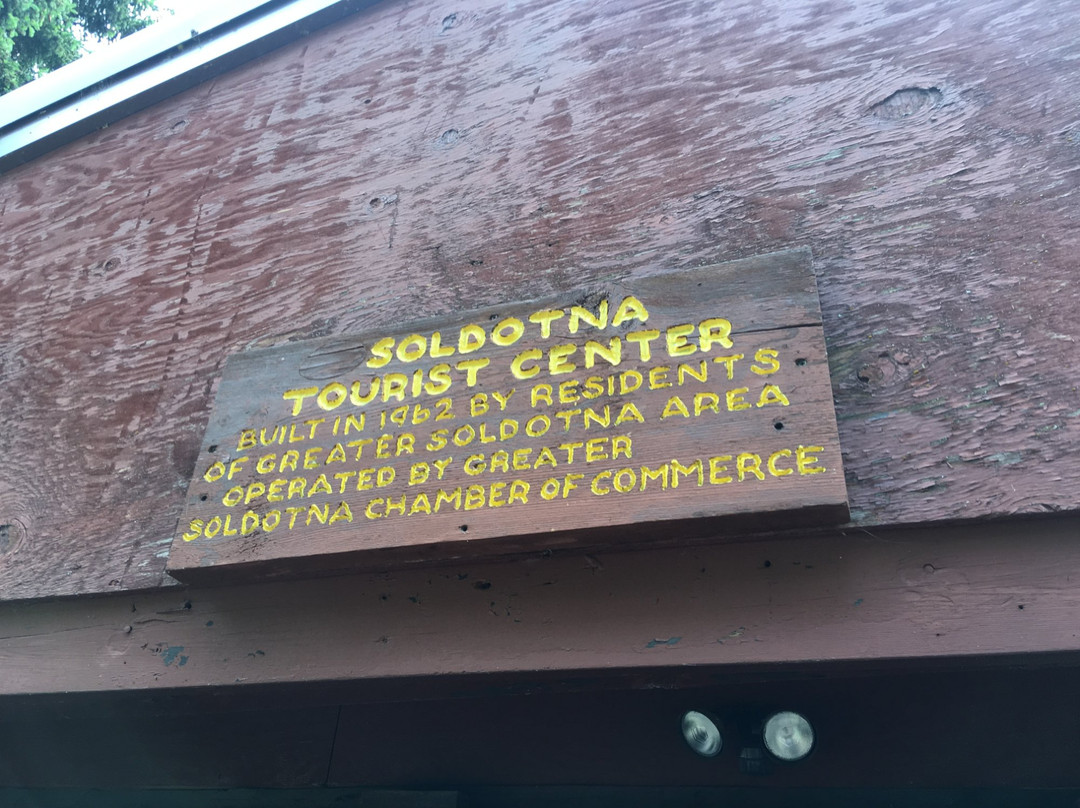 SOLDOTNA
TOURIST CENTER
BUILT IN 1962 BY RESIDENTS
OF GREATER SOLDOTNA AREA
OPERATED BY GREATER
SOLDOTNA CHAMBER OF COMMERCE